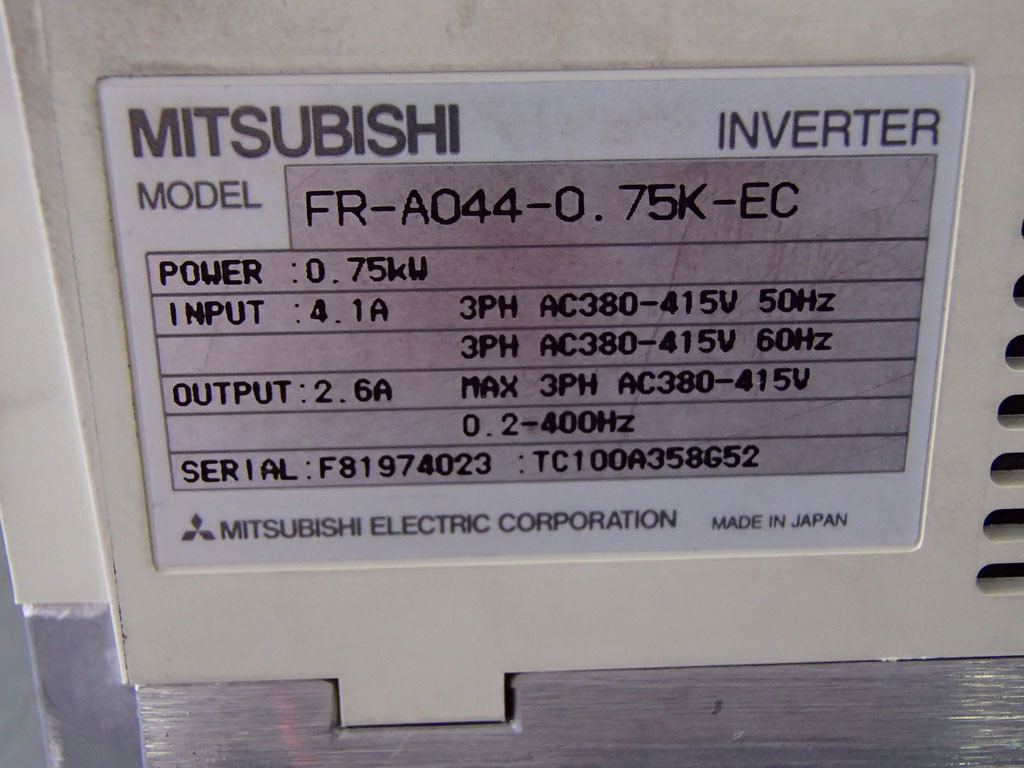 MITSUBISHI INVERTER
MODEL FR-A044-0.75K-EC
POWER :0.75kW
INPUT :4.1A 3PH AC380-415V 50Hz
3PH AC380-415V 60Hz
OUTPUT:2.6A MAX 3PH AC380-415V
0.2-400Hz
SERIAL:F81974023 :TC100A358G52
MITSUBISHI ELECTRIC CORPORATION MADE IN JAPAN